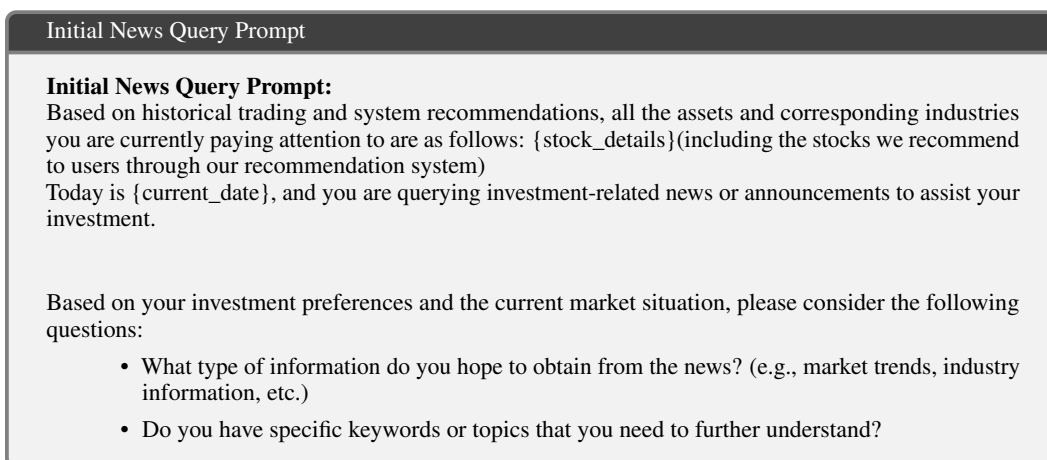 Initial News Query Prompt
Initial News Query Prompt:
Based on historical trading and system recommendations, all the assets and corresponding industries
you are currently paying attention to are as follows: {stock_details}(including the stocks we recommend
to users through our recommendation system)
Today is {current_date}, and you are querying investment-related news or announcements to assist your
investment.
Based on your investment preferences and the current market situation, please consider the following
questions:
• What type of information do you hope to obtain from the news? (e.g., market trends, industry
information, etc.)
• Do you have specific keywords or topics that you need to further understand?